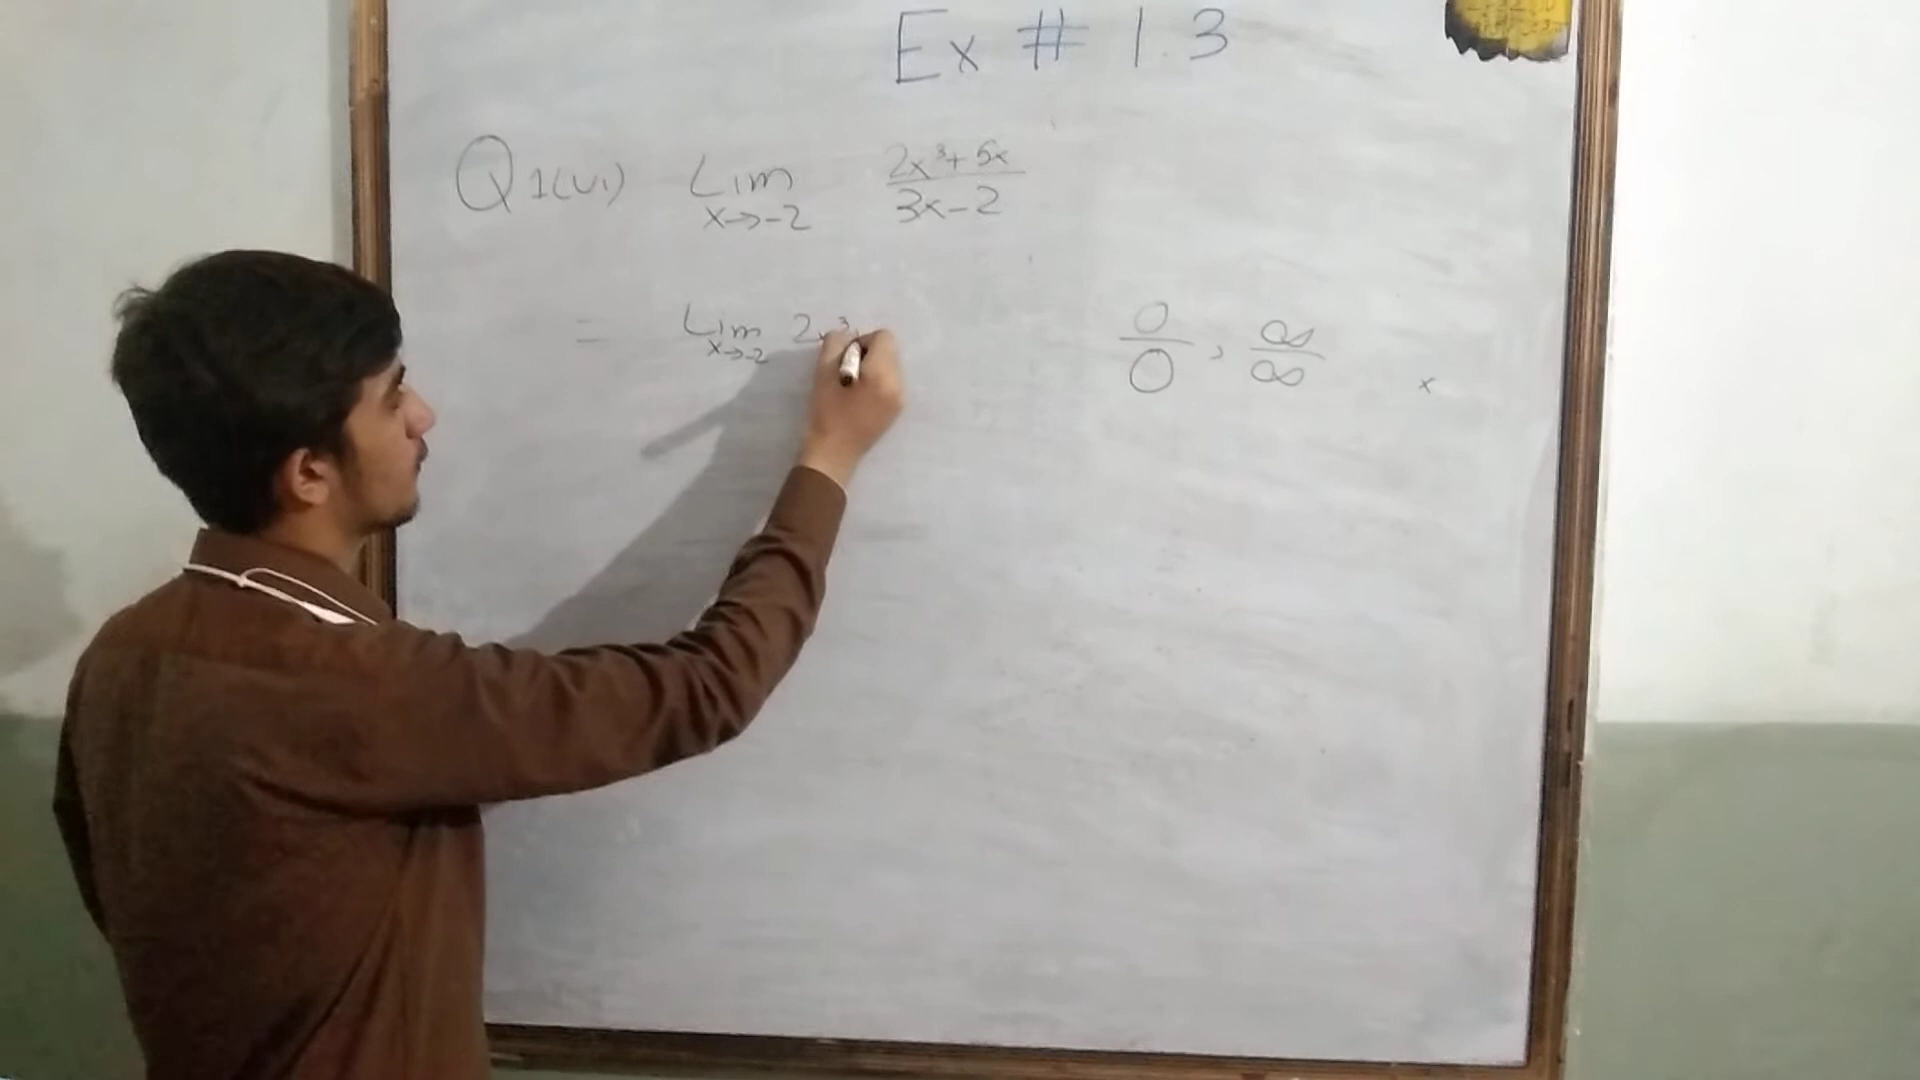 Ex # 1.3
Q1(vi) Lim x→-2 2x³+5x / 3x-2
= Lim x→-2 2x³+ 0/0 , ∞/∞ x